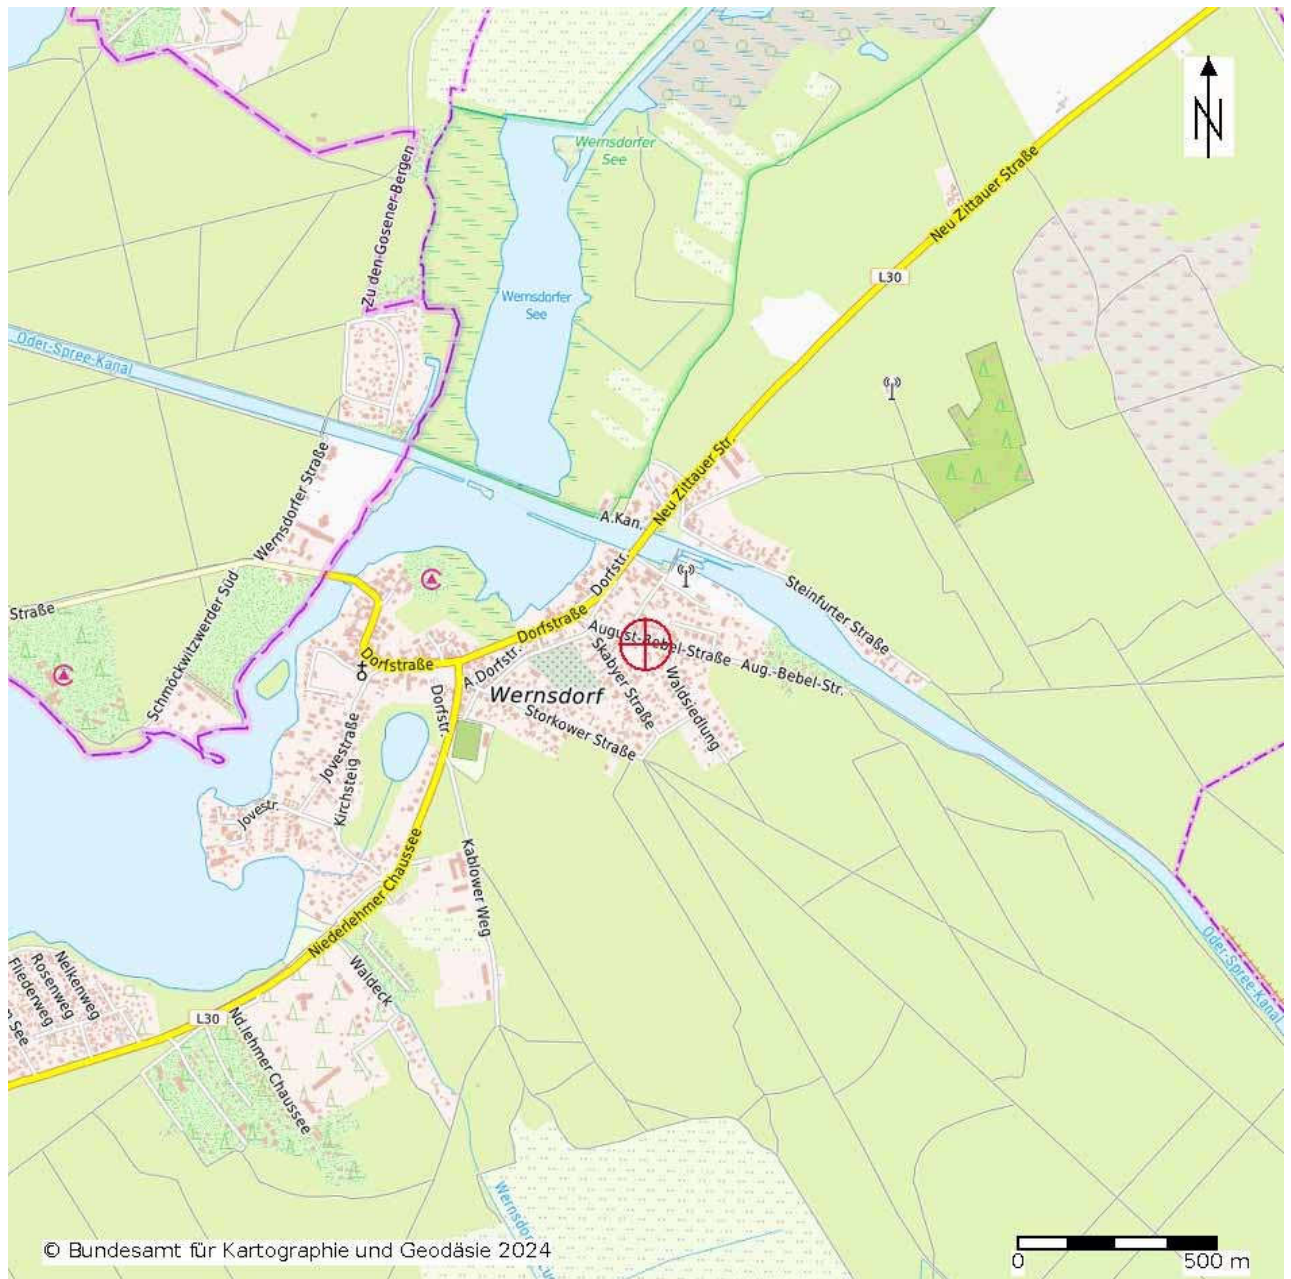 N
Wernsdorfer
See
Neu Zittauer Straße
Zu den Gosener-Bergen
L30
Wernsdorfer
See
Oder-Spree-Kanal
Neu Zittauer Str.
Wernsdorfer Straße
A.Kan.
Dorfstr.
Steinfurter Straße
Schmöckwitzwerder Süd
Straße
Dorfstraße
August-Bebel-Straße
Aug.-Bebel-Str.
Dorfstraße
A Dorfstr.
Skabyer Straße
Waldsiedlung
Wernsdorf
Dorfstr.
Storkower Straße
Jovestraße
Kirchsteig
Jovestr.
Niederlehmer Chaussee
Kablower Weg
Oder-Spree-Kanal
Nelkenweg
Rosenweg
Fliederweg
See
Waldeck
L30
Nd.lehmer Chaussee
Wernsdor
© Bundesamt für Kartographie und Geodäsie 2024
0
500 m